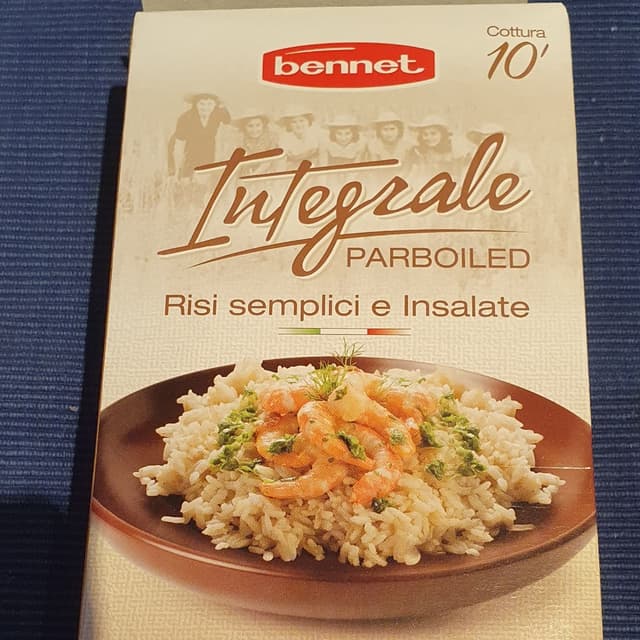 bennet
Cottura
10'
Integrale
PARBOILED
Risi semplici e Insalate